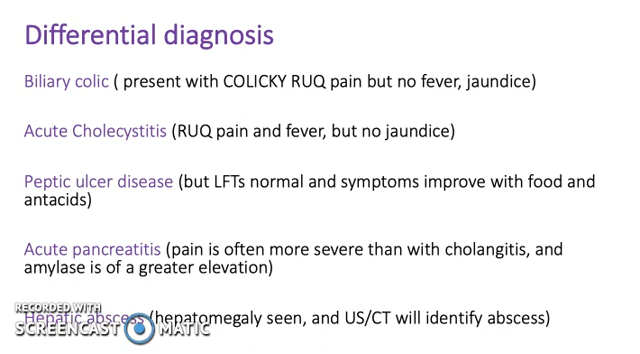 Differential diagnosis
Biliary colic ( present with COLICKY RUQ pain but no fever, jaundice)
Acute Cholecystitis (RUQ pain and fever, but no jaundice)
Peptic ulcer disease (but LFTs normal and symptoms improve with food and
antacids)
Acute pancreatitis (pain is often more severe than with cholangitis, and
amylase is of a greater elevation)
RECORDED WITH
Hepatic abscess (hepatomegaly seen, and US/CT will identify abscess)
SCREENCAST MATIC